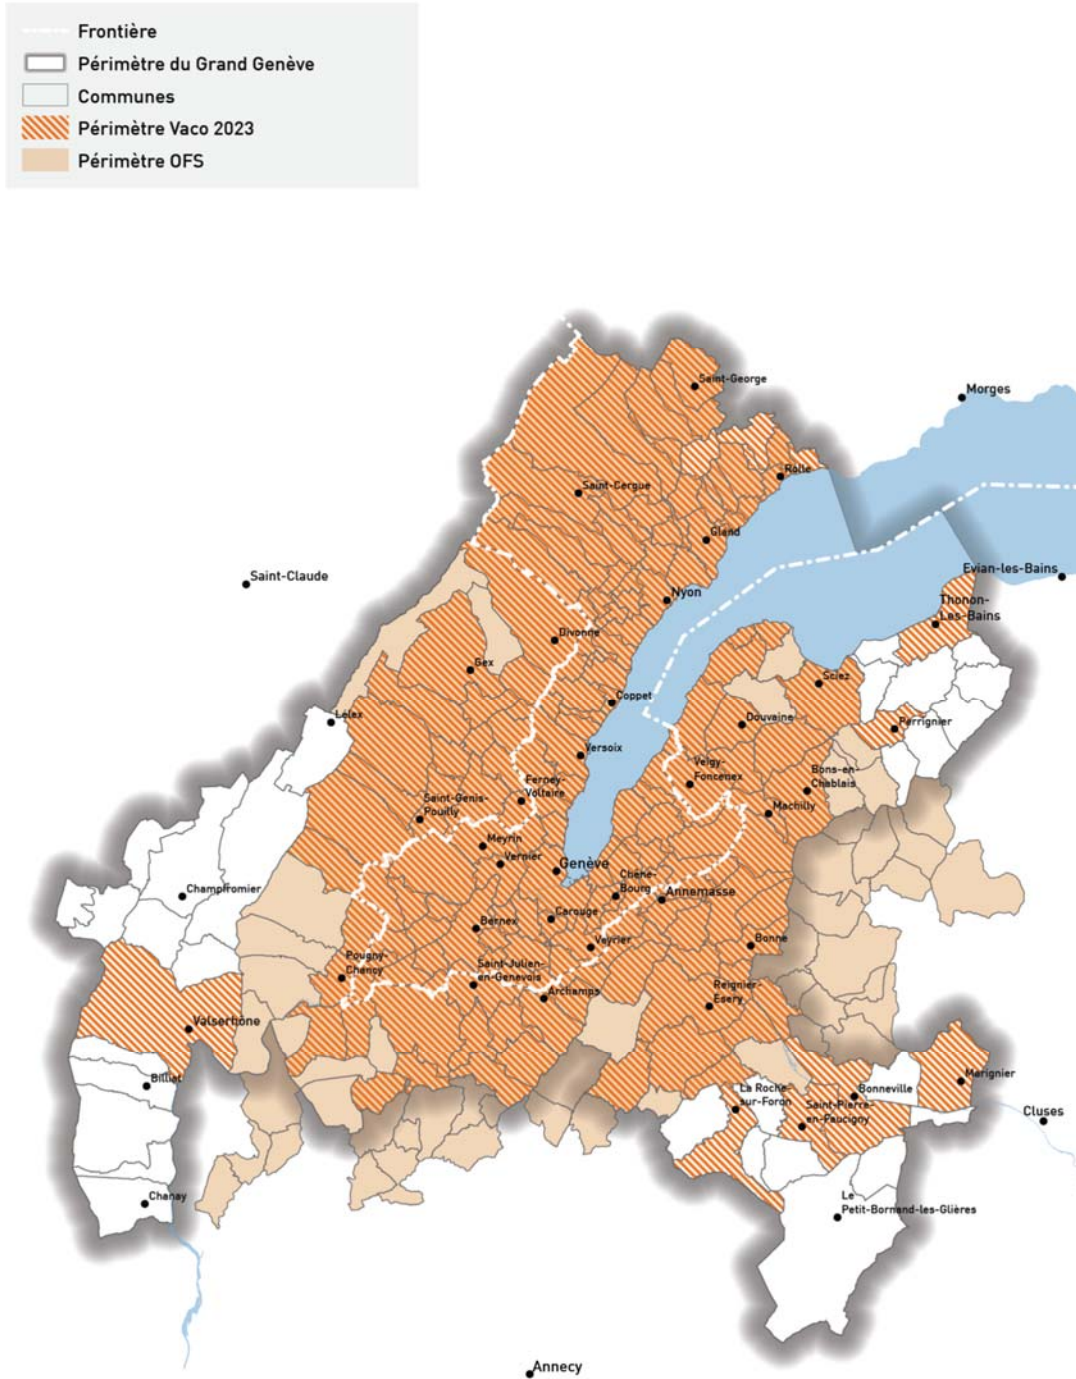 Frontière
Périmètre du Grand Genève
Communes
Périmètre Vaco 2023
Périmètre OFS
Saint-George
Morges
Rolle
Saint-Cergue
Gland
Saint-Claude
Evian-les-Bains
Nyon
Thonon-
Les-Bains
Divonne
Gex
Sciez
Coppet
Lélex
Douvaine
Perrignier
Versoix
Veigy-
Foncenex
Bons-en-
Chablais
Ferney-
Voltaire
Saint-Genis-
Pouilly
Machilly
Meyrin
Vernier
Genève
Chêne-
Bourg
Champfromier
Annemasse
Bernex
Carouge
Veyrier
Bonne
Pougny-
Chancy
Saint-Julien-
en-Genevois
Archamps
Reignier-
Esery
Valserhône
Billiat
La Roche-
sur-Foron
Bonneville
Marignier
Saint-Pierre-
en-Faucigny
Cluses
Chanay
Le
Petit-Bornand-les-Glières
Annecy